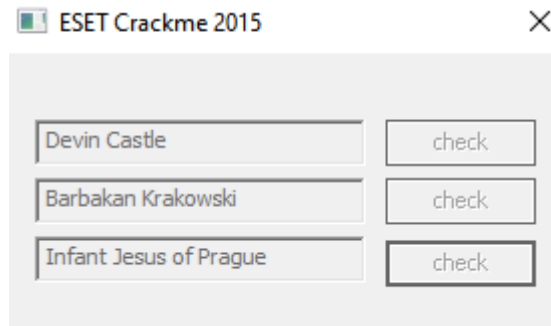 ESET Crackme 2015
Devin Castle check
Barbakan Krakowski check
Infant Jesus of Prague check